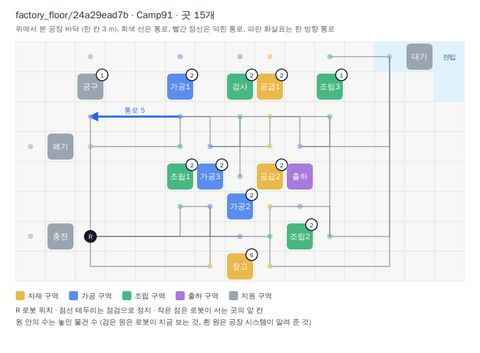 factory_floor/24a29ead7b · Camp91 · 곳 15개
위에서 본 공장 바닥 (한 칸 3 m). 회색 선은 통로, 빨간 점선은 막힌 통로, 파란 화살표는 한 방향 통로
대기 진입
1 2 2 2 1
공구 가공1 검사 공급1 조립3
통로 5
폐기
2 2 2
조립1 가공3 공급2 출하
2
가공2
2
충전 R 조립2
6
창고
자재 구역 가공 구역 조립 구역 출하 구역 지원 구역
R 로봇 위치 · 점선 테두리는 점검으로 정지 · 작은 점은 로봇이 서는 곳의 앞 칸
원 안의 수는 놓인 물건 수 (검은 원은 로봇이 지금 보는 것, 흰 원은 공장 시스템이 알려 준 것)